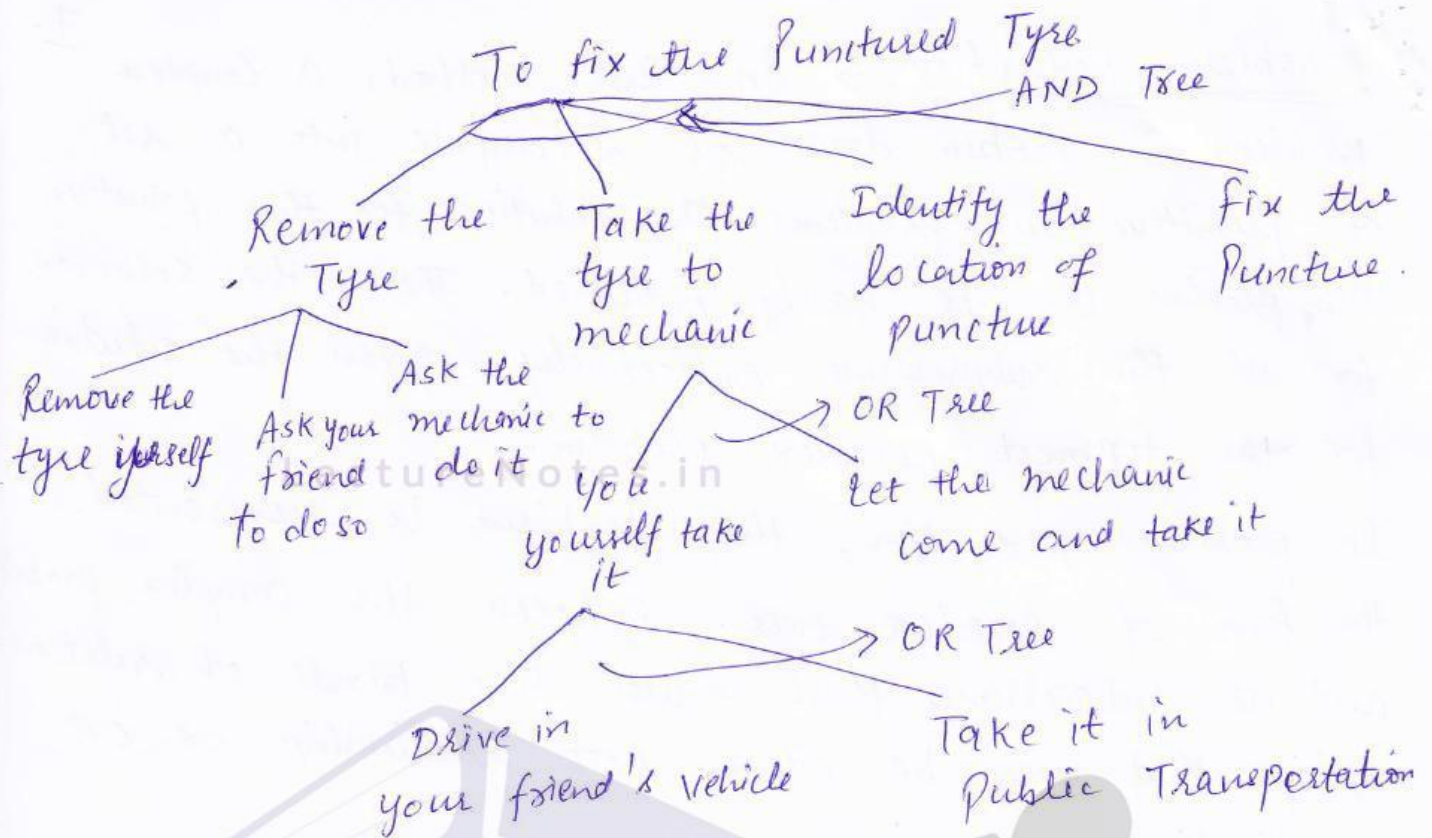 To fix the Punctured Tyre
AND Tree
Remove the
Tyre
Take the
tyre to
mechanic
Identify the
location of
puncture
fix the
Puncture.
Remove the
tyre yourself
Ask your
friend
to do so
Ask the
mechanic to
do it
OR Tree
you
yourself take
it
Let the mechanic
come and take it
OR Tree
Drive in
your friend's vehicle
Take it in
Public Transportation
LectureNotes.in